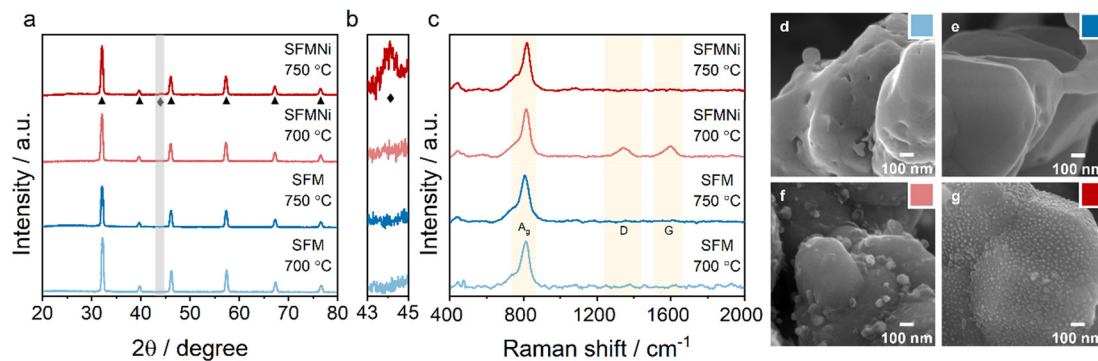 a
b
c
d
e
f
g
Intensity / a.u.
SFMNi
750 °C
SFMNi
700 °C
SFM
750 °C
SFM
700 °C
20 30 40 50 60 70 80
2θ / degree
43 45
Intensity / a.u.
SFMNi
750 °C
SFMNi
700 °C
SFM
750 °C
Ag D G
SFM
700 °C
400 800 1200 1600 2000
Raman shift / cm⁻¹
100 nm
100 nm
100 nm
100 nm